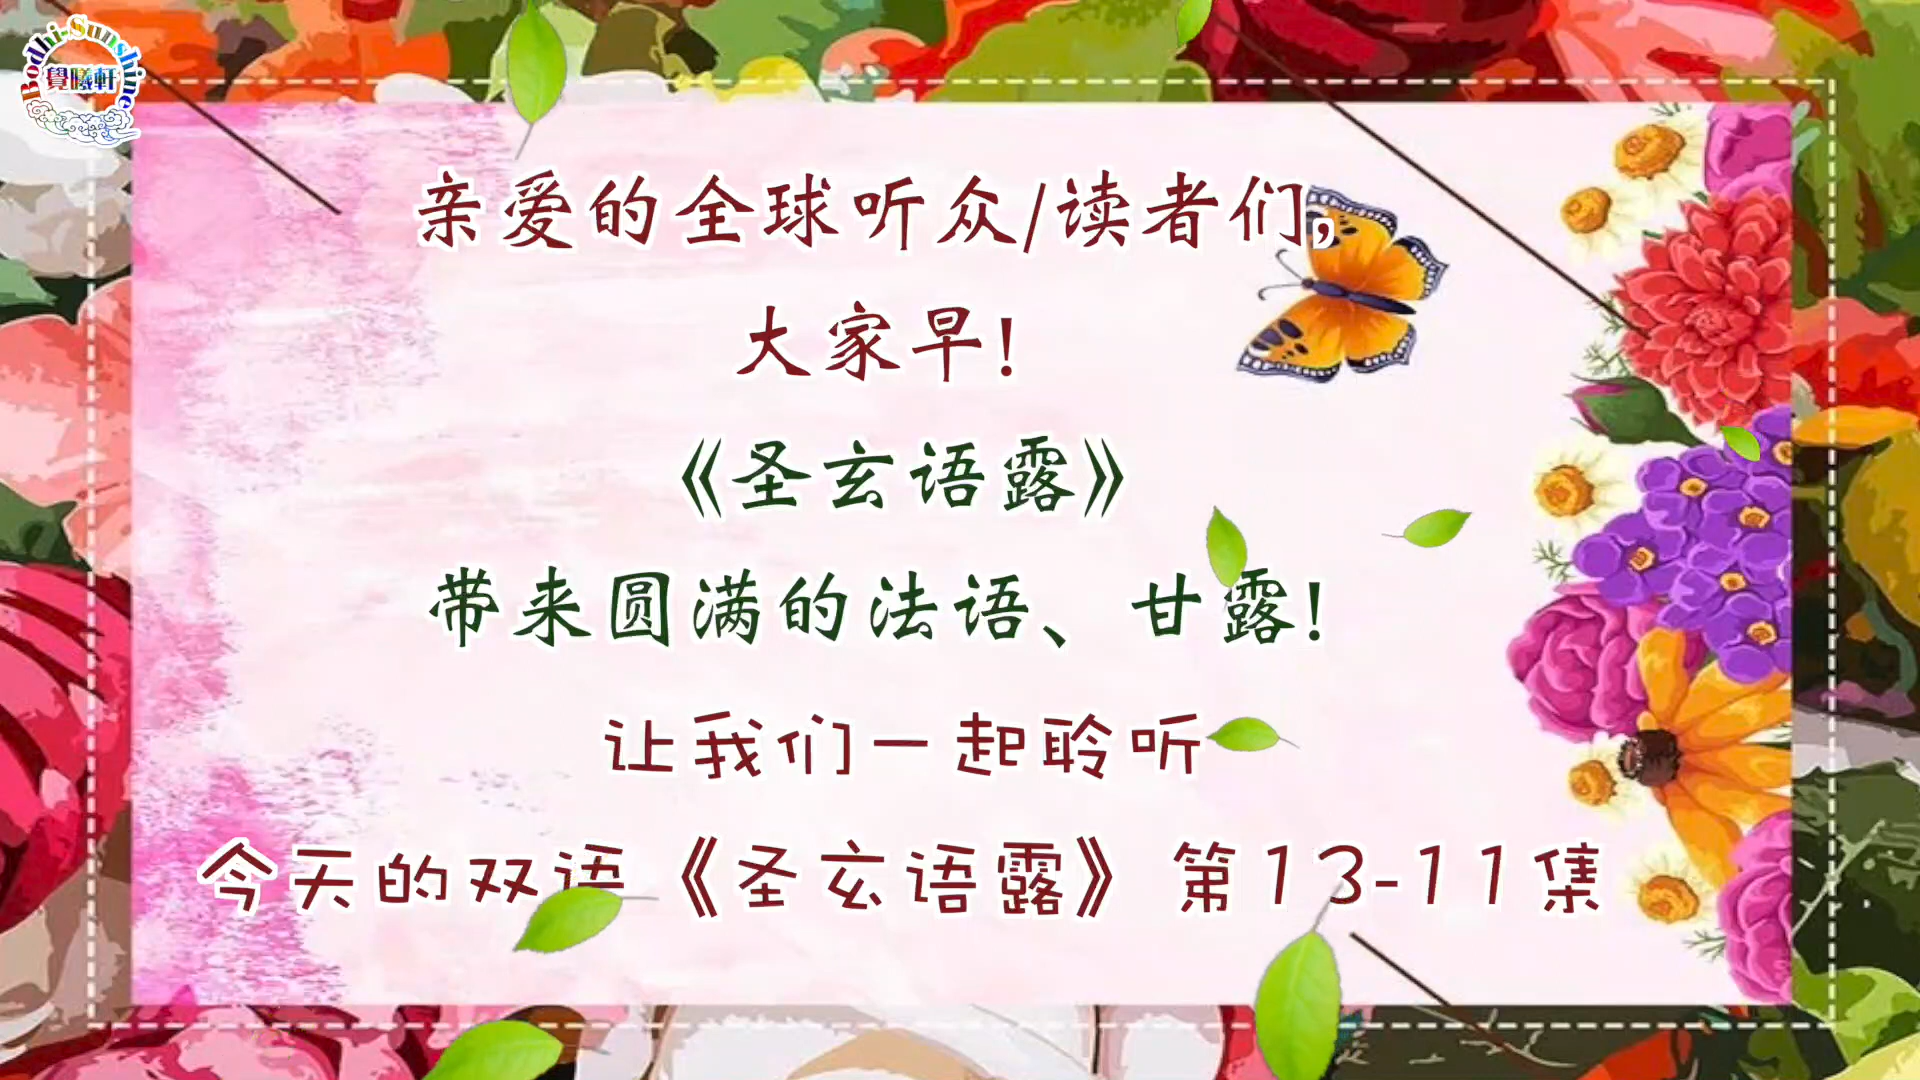 Bodhi-Sunshine
覺曦軒
亲爱的全球听众/读者们,
大家早!
《圣玄语露》
带来圆满的法语、甘露!
让我们一起聆听
今天的双语《圣玄语露》第13-11集